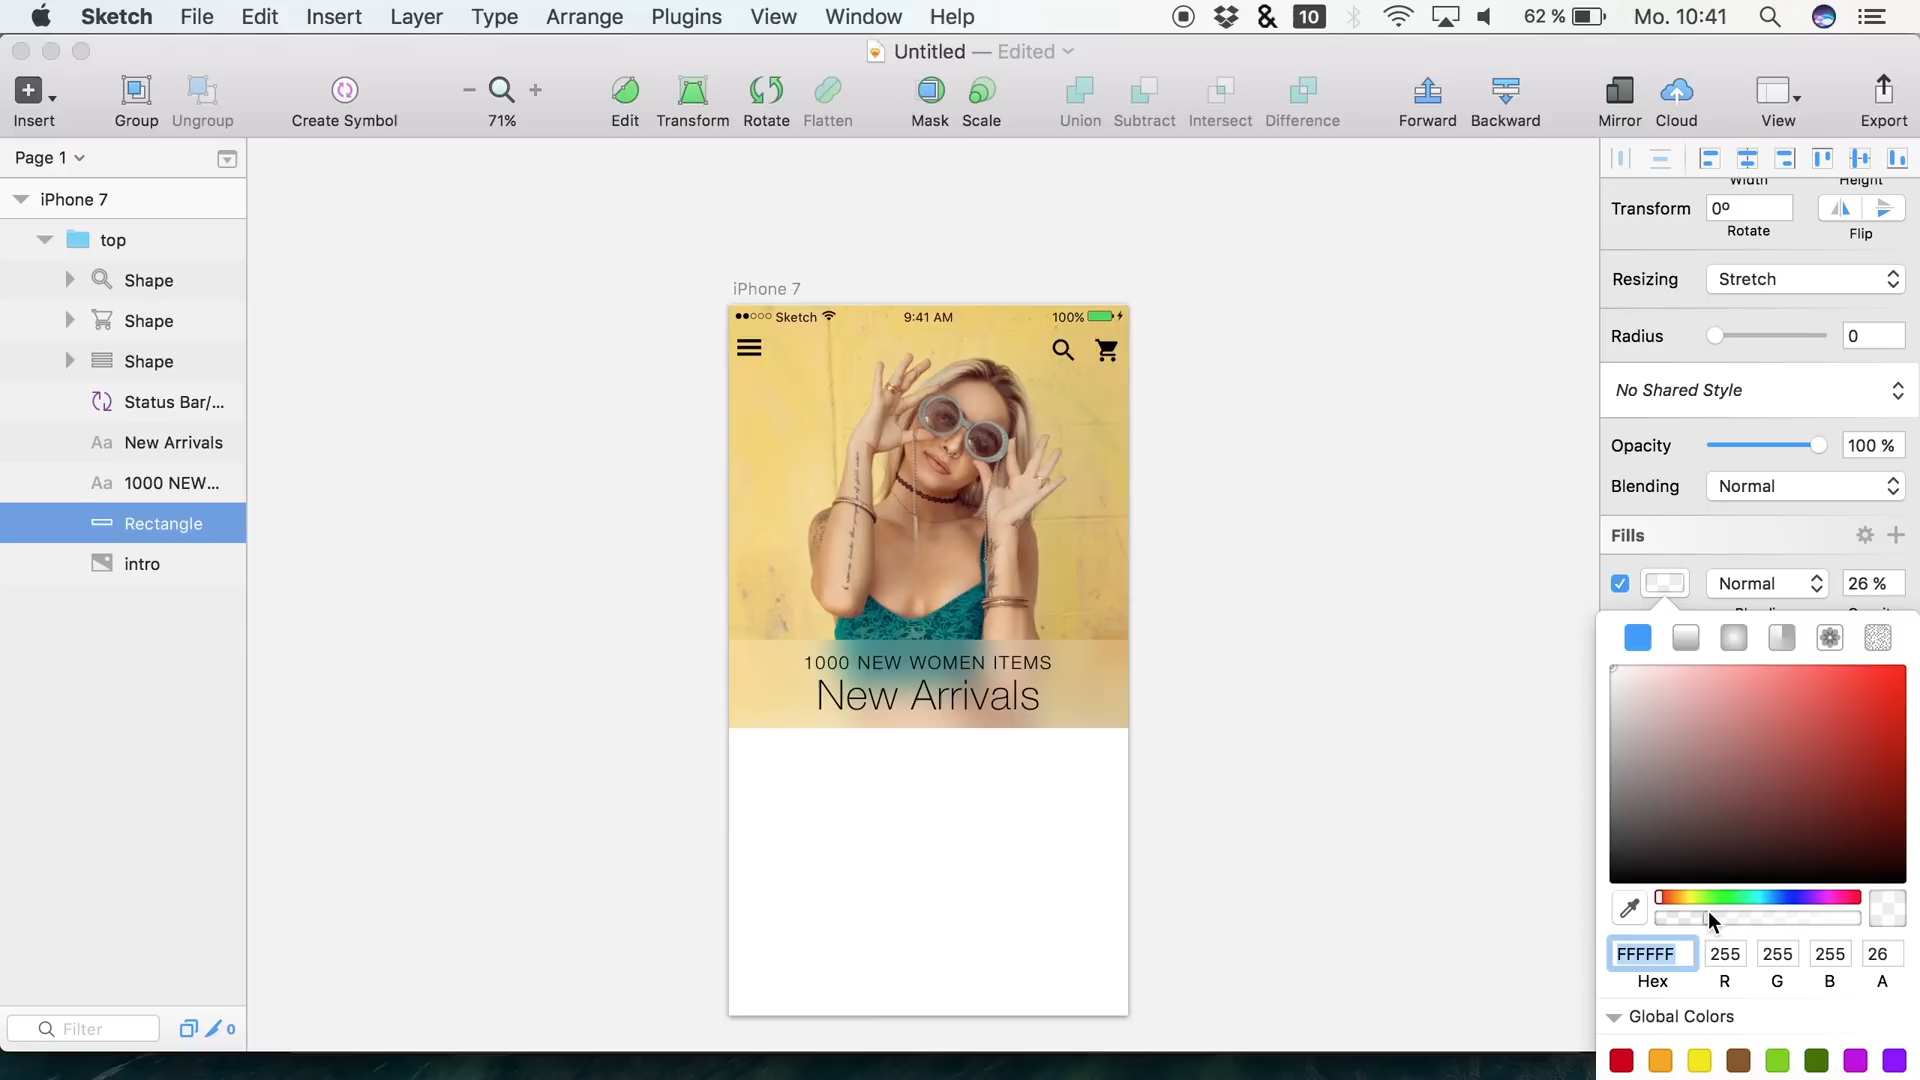 Sketch File Edit Insert Layer Type Arrange Plugins View Window Help 10 62 % Mo. 10:41
Untitled — Edited
Insert Group Ungroup Create Symbol 71% Edit Transform Rotate Flatten Mask Scale Union Subtract Intersect Difference Forward Backward Mirror Cloud View Export
Page 1
iPhone 7
top
Shape
Shape
Shape
Status Bar/...
Aa New Arrivals
Aa 1000 NEW...
Rectangle
intro
Filter
0
iPhone 7
Sketch 9:41 AM 100%
1000 NEW WOMEN ITEMS
New Arrivals
Width Height
Transform 0º
Rotate Flip
Resizing Stretch
Radius 0
No Shared Style
Opacity 100 %
Blending Normal
Fills
Normal 26 %
FFFFFF 255 255 255 26
Hex R G B A
Global Colors